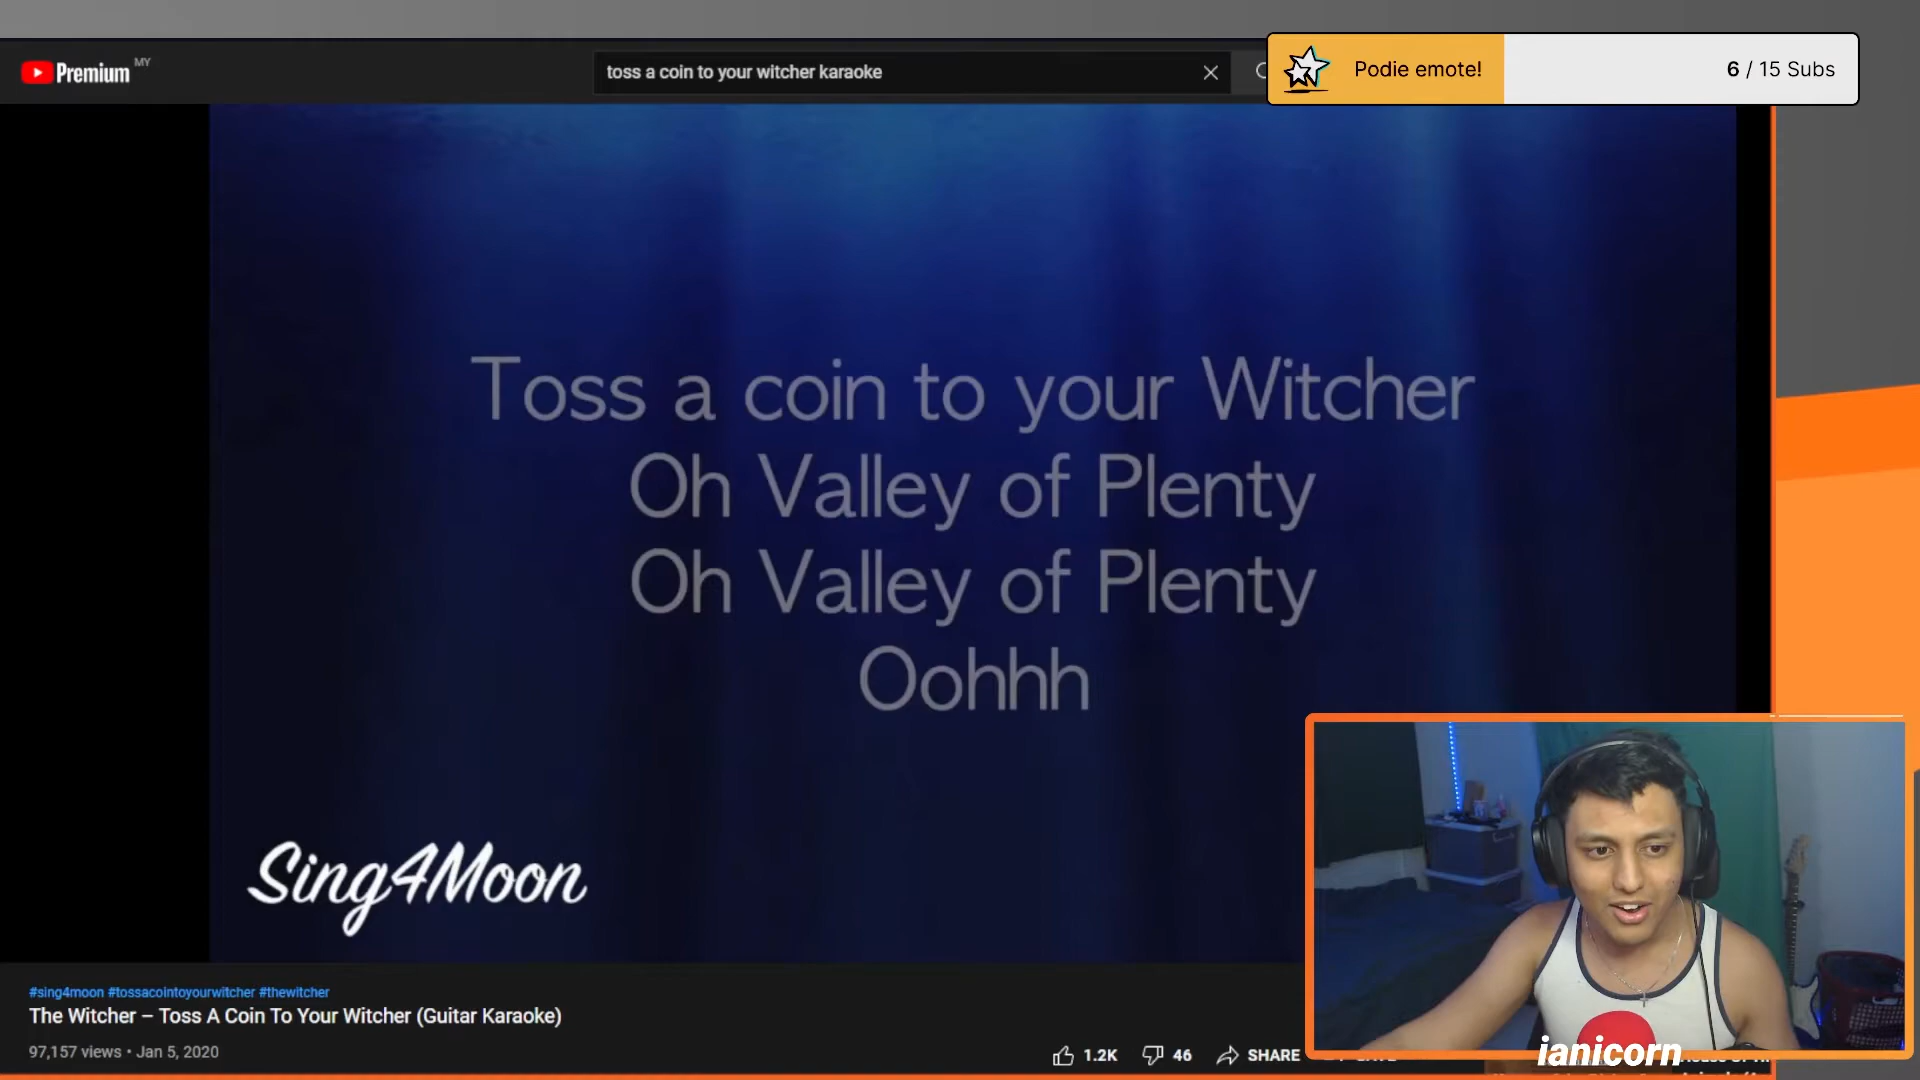 Premium MY
toss a coin to your witcher karaoke
Podie emote!
6 / 15 Subs
Toss a coin to your Witcher
Oh Valley of Plenty
Oh Valley of Plenty
Oohhh
Sing4Moon
#sing4moon #tossacointoyourwitcher #thewitcher
The Witcher – Toss A Coin To Your Witcher (Guitar Karaoke)
97,157 views • Jan 5, 2020
1.2K
46
SHARE
ianicorn